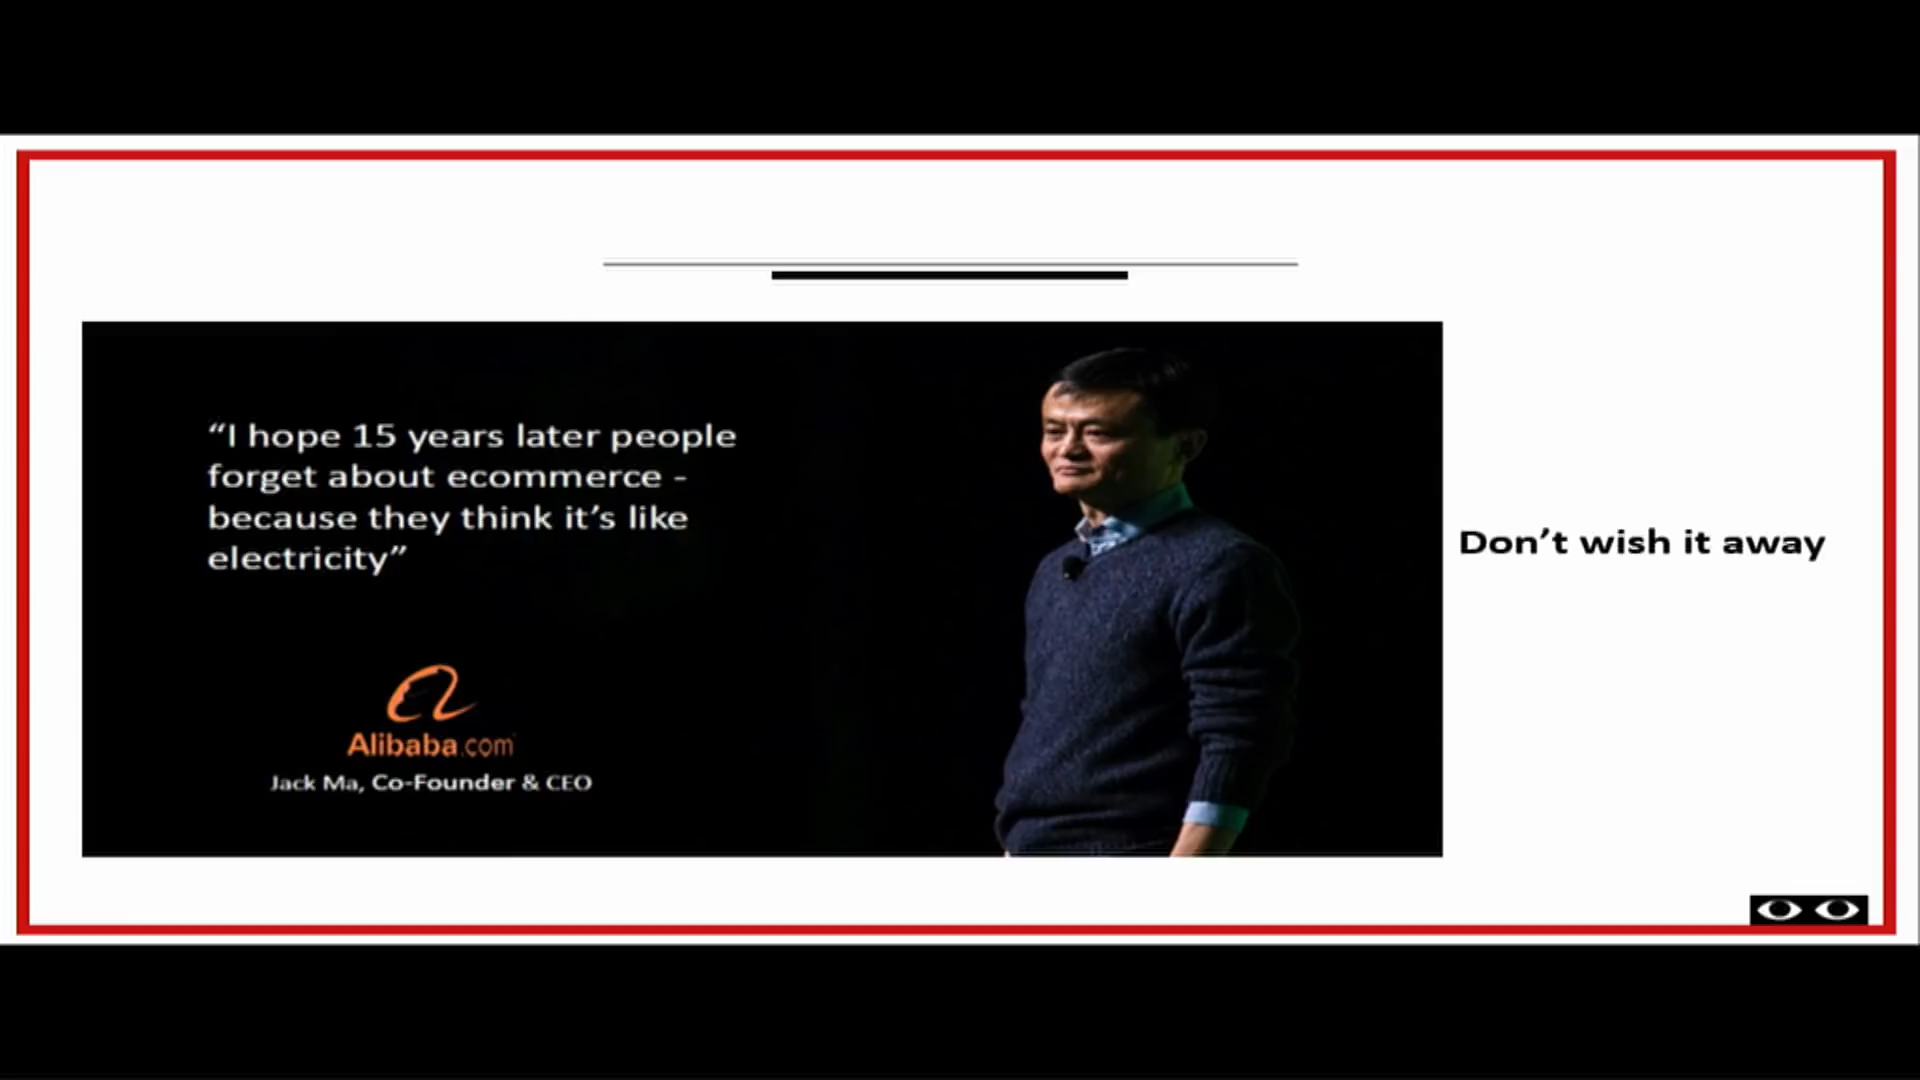 “I hope 15 years later people
forget about ecommerce -
because they think it’s like
electricity”
Alibaba.com
Jack Ma, Co-Founder & CEO
Don’t wish it away